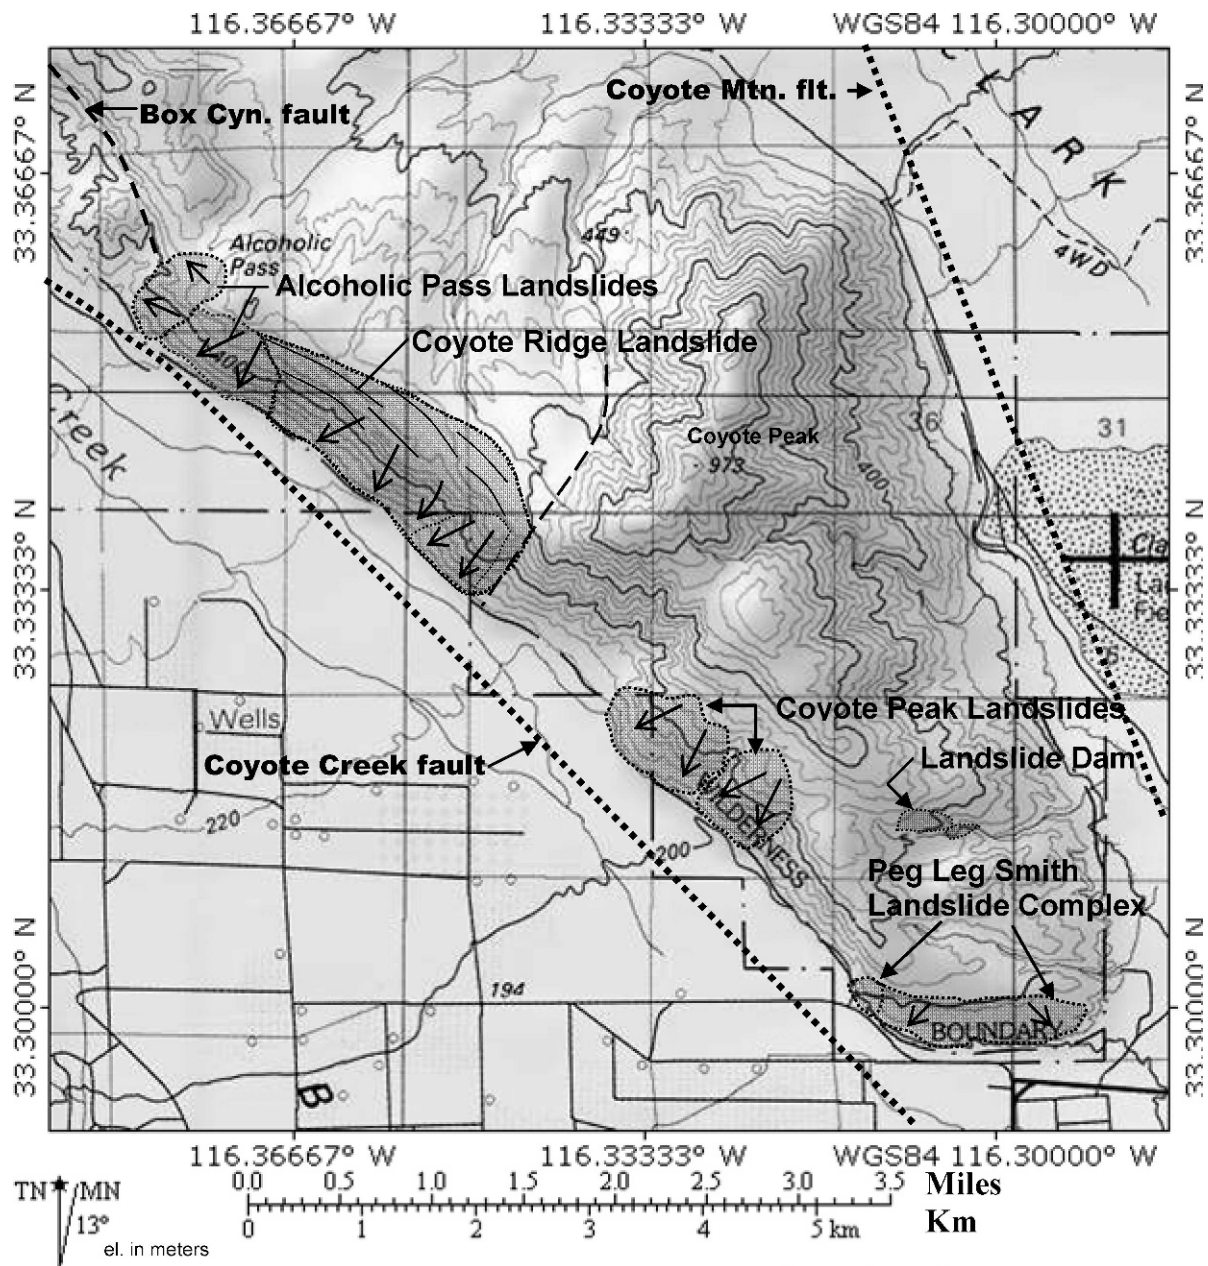 116.36667° W 116.33333° W WGS84 116.30000° W
33.36667° N
33.36667° N
33.33333° N
33.33333° N
33.30000° N
33.30000° N
Coyote Mtn. flt.
Box Cyn. fault
L A R K
4WD
449
Alcoholic
Pass
Alcoholic Pass Landslides
Coyote Ridge Landslide
400
Creek
36
31
Coyote Peak
973
400
Cla
La
Fie
6
Wells
Coyote Peak Landslides
Coyote Creek fault
Landslide Dam
WILDERNESS
220
200
Peg Leg Smith
Landslide Complex
194
BOUNDARY
B
116.36667° W 116.33333° W WGS84 116.30000° W
TN MN
13°
0.0 0.5 1.0 1.5 2.0 2.5 3.0 3.5 Miles
0 1 2 3 4 5 km Km
el. in meters